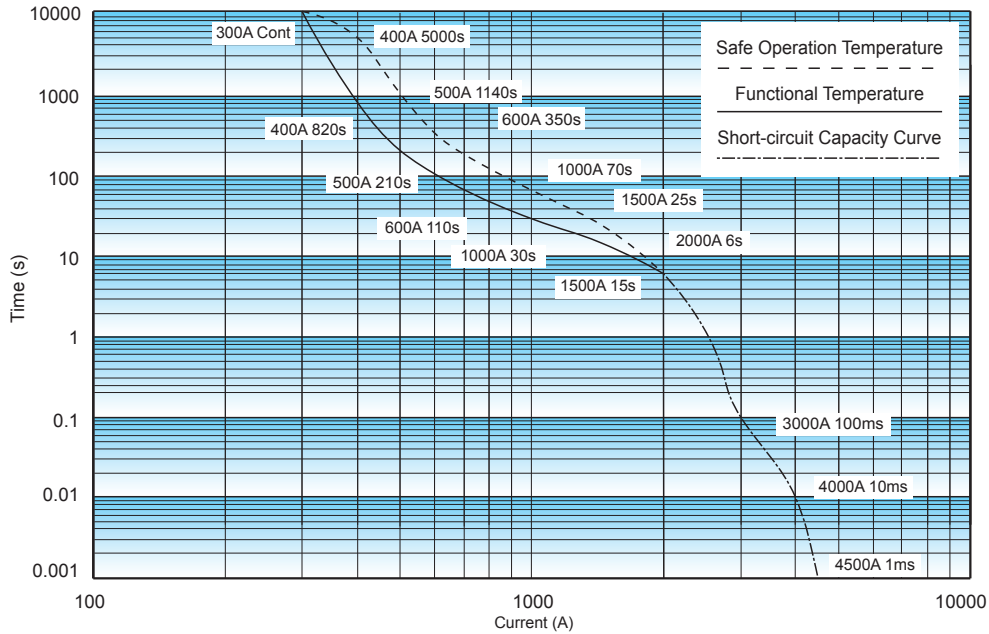 10000
1000
100
10
1
0.1
0.01
0.001
Time (s)
300A Cont
400A 5000s
500A 1140s
600A 350s
400A 820s
1000A 70s
500A 210s
1500A 25s
600A 110s
2000A 6s
1000A 30s
1500A 15s
3000A 100ms
4000A 10ms
4500A 1ms
Safe Operation Temperature
Functional Temperature
Short-circuit Capacity Curve
100
1000
10000
Current (A)